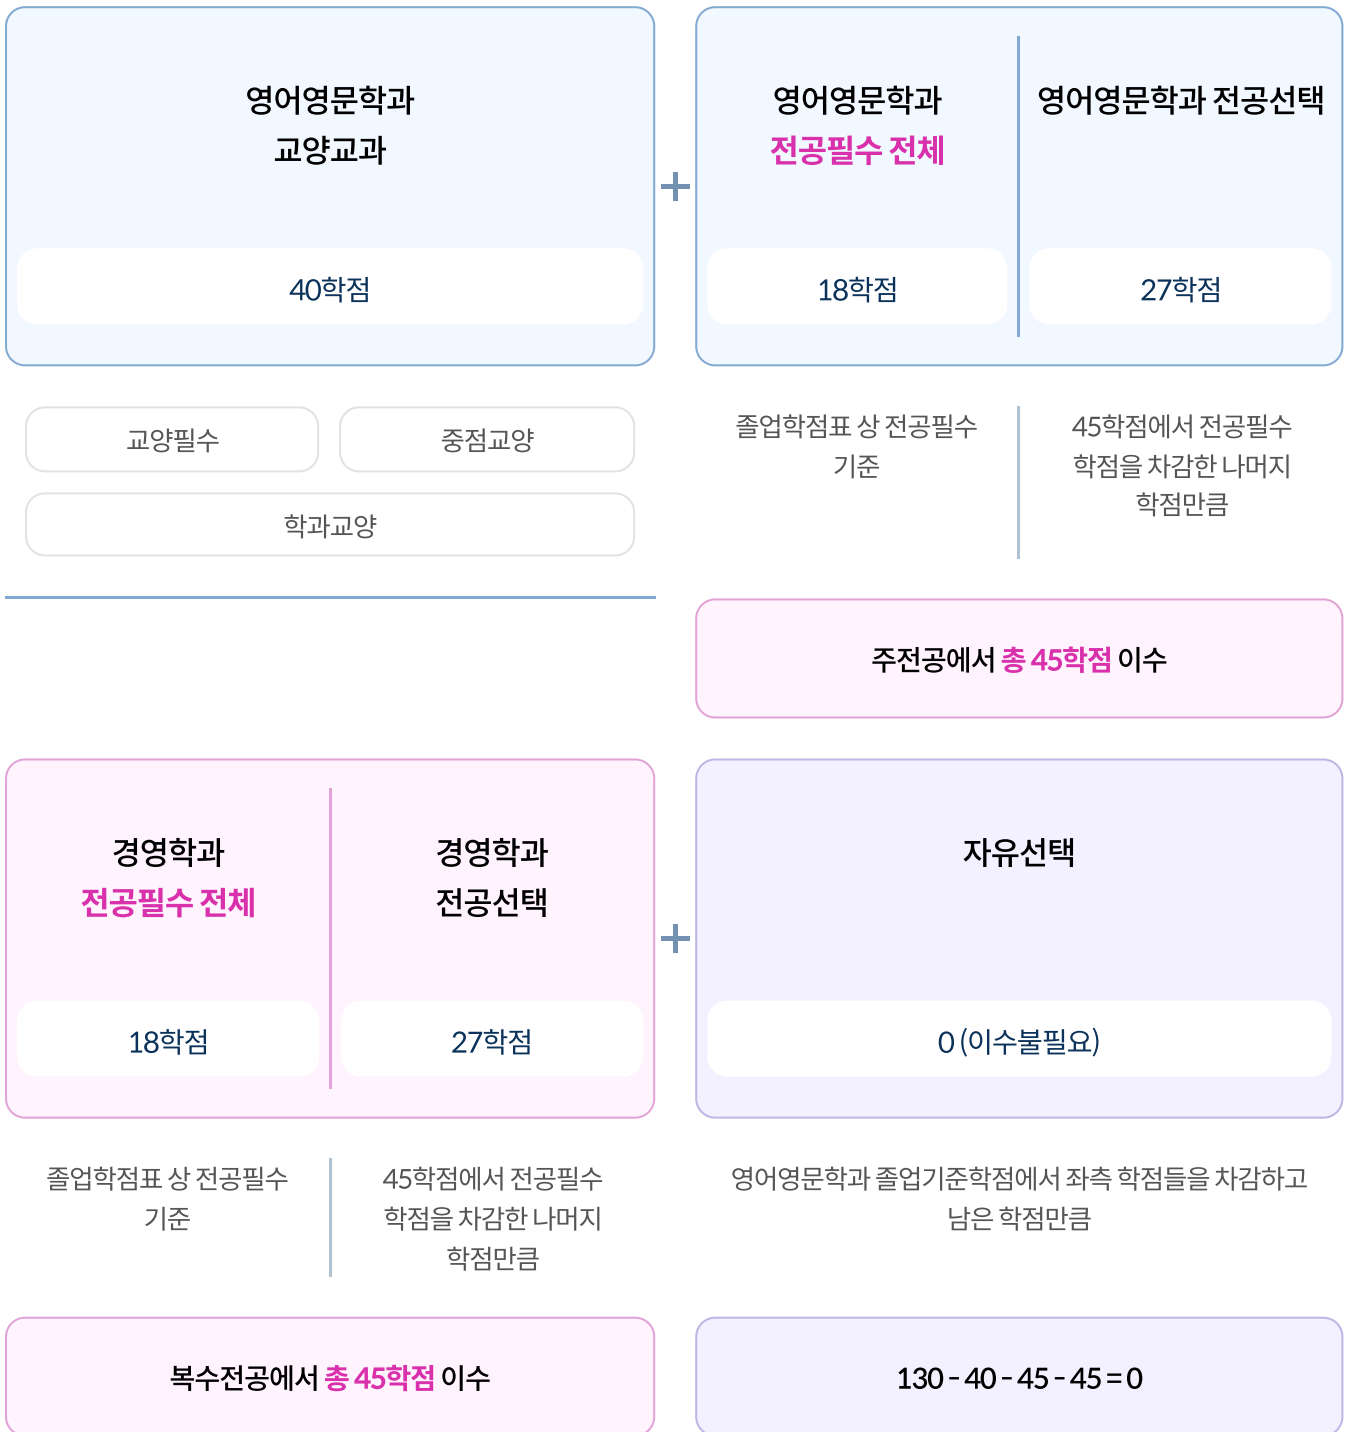 영어영문학과
교양교과
40학점
교양필수
중점교양
학과교양
+
영어영문학과
전공필수 전체
18학점
졸업학점표 상 전공필수
기준
영어영문학과 전공선택
27학점
45학점에서 전공필수
학점을 차감한 나머지
학점만큼
주전공에서 총 45학점 이수
경영학과
전공필수 전체
18학점
졸업학점표 상 전공필수
기준
경영학과
전공선택
27학점
45학점에서 전공필수
학점을 차감한 나머지
학점만큼
복수전공에서 총 45학점 이수
+
자유선택
0 (이수불필요)
영어영문학과 졸업기준학점에서 좌측 학점들을 차감하고
남은 학점만큼
130 - 40 - 45 - 45 = 0